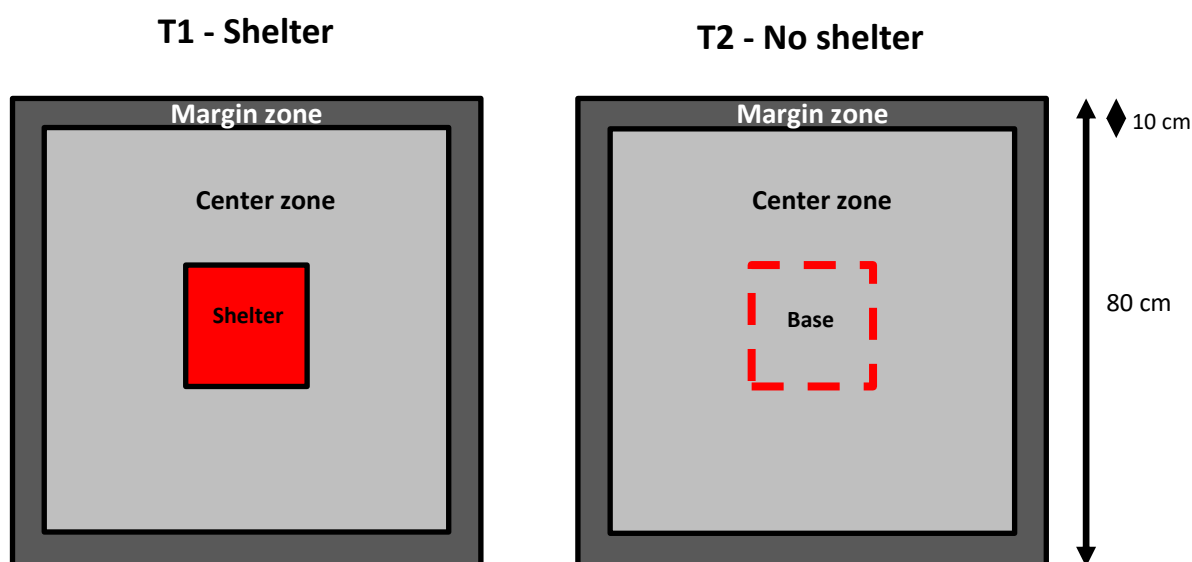 T1 - Shelter
T2 - No shelter
Margin zone
Margin zone
10 cm
Center zone
Center zone
Shelter
Base
80 cm